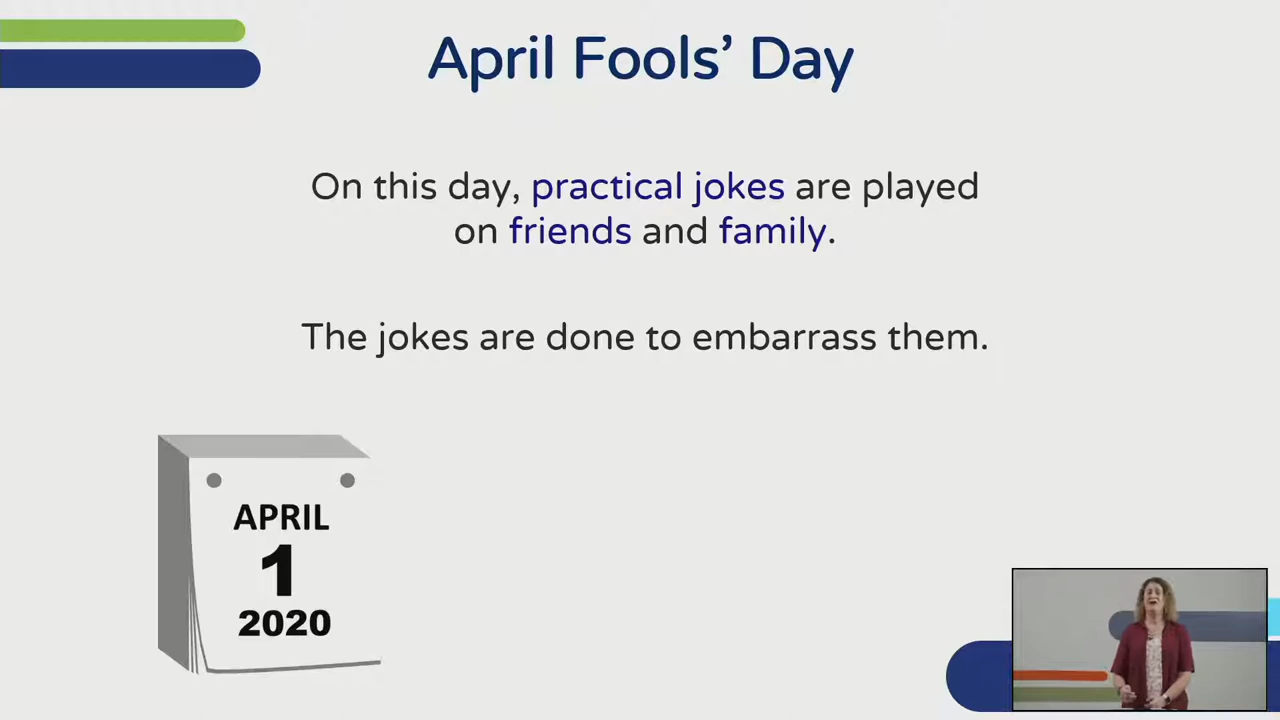 April Fools’ Day
On this day, practical jokes are played
on friends and family.
The jokes are done to embarrass them.
APRIL
1
2020